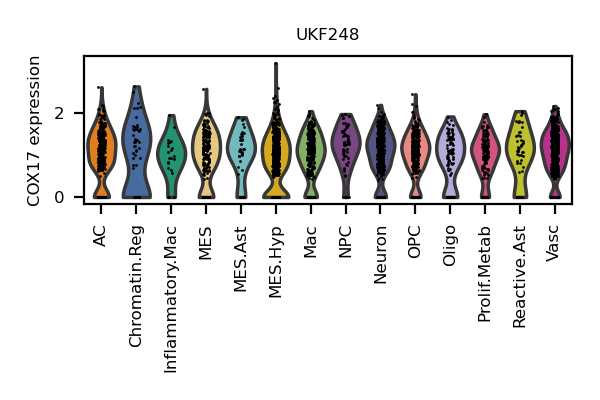 UKF248
COX17 expression
2
0
AC
Chromatin.Reg
Inflammatory.Mac
MES
MES.Ast
MES.Hyp
Mac
NPC
Neuron
OPC
Oligo
Prolif.Metab
Reactive.Ast
Vasc